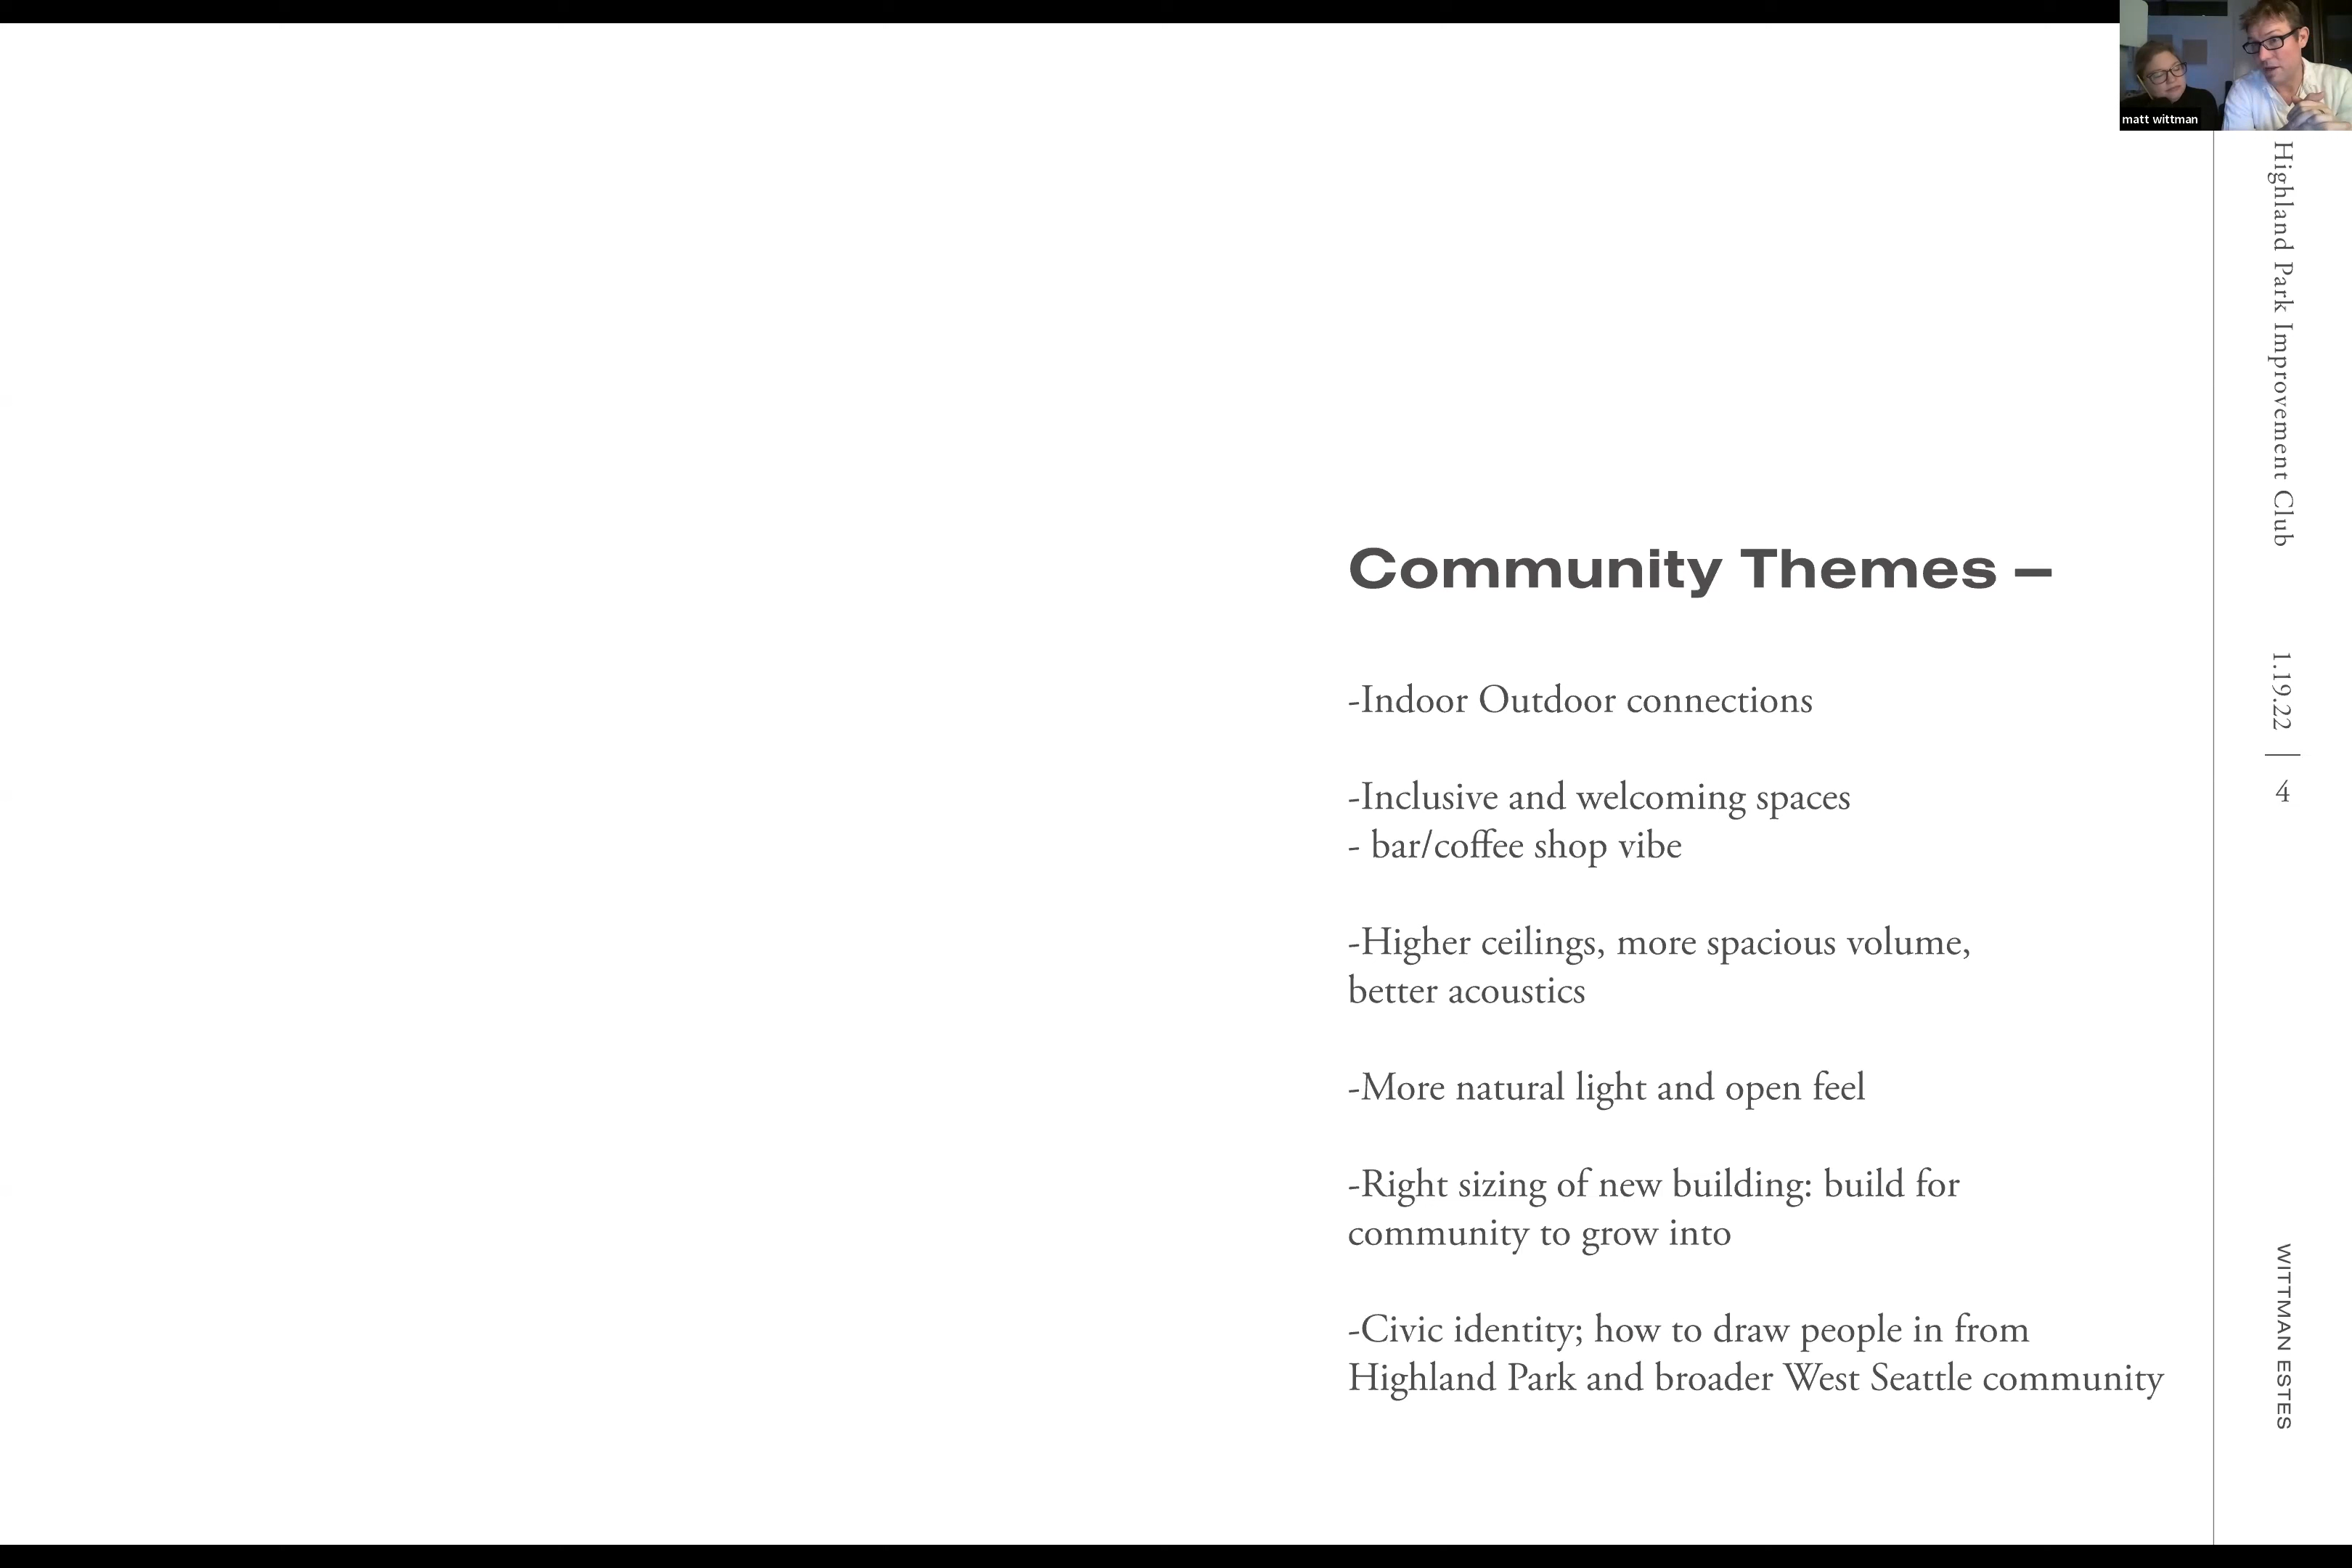 matt wittman
Community Themes –
-Indoor Outdoor connections
-Inclusive and welcoming spaces
- bar/coffee shop vibe
-Higher ceilings, more spacious volume,
better acoustics
-More natural light and open feel
-Right sizing of new building: build for
community to grow into
-Civic identity; how to draw people in from
Highland Park and broader West Seattle community
Highland Park Improvement Club
1.19.22
4
WITTMAN ESTES